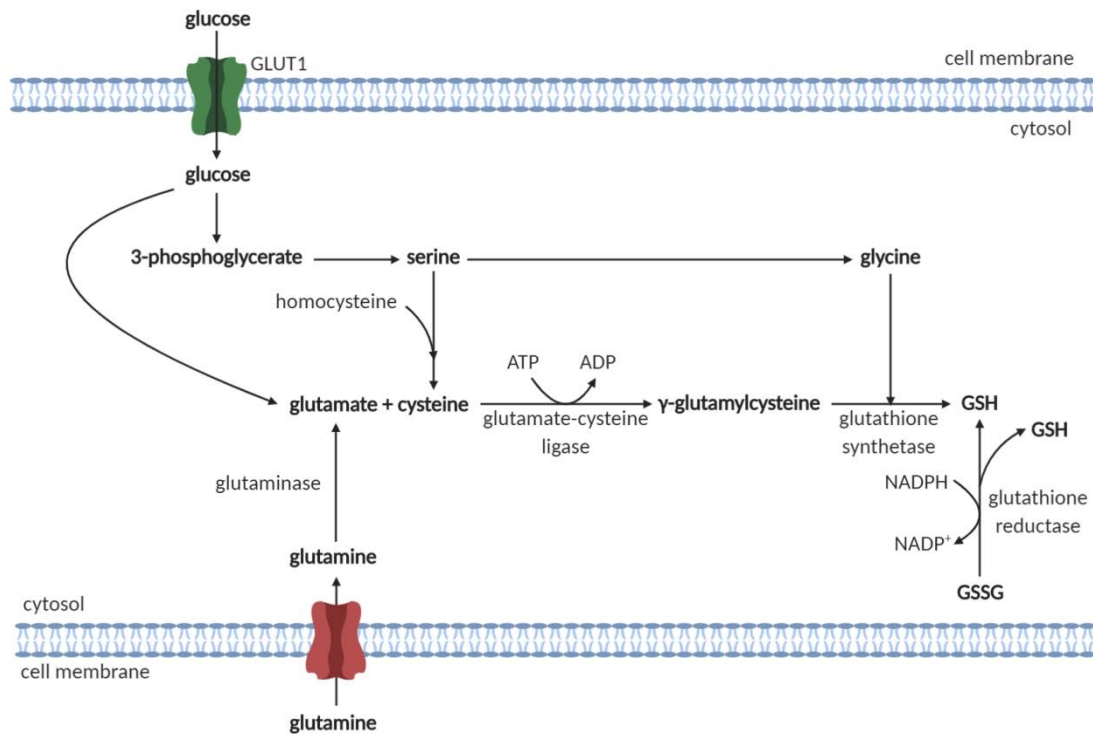 glucose
GLUT1
cell membrane
cytosol
glucose
3-phosphoglycerate
serine
glycine
homocysteine
ATP
ADP
glutamate + cysteine
glutamate-cysteine
ligase
γ-glutamylcysteine
glutathione
synthetase
GSH
GSH
glutaminase
NADPH
glutathione
reductase
NADP+
glutamine
GSSG
cytosol
cell membrane
glutamine